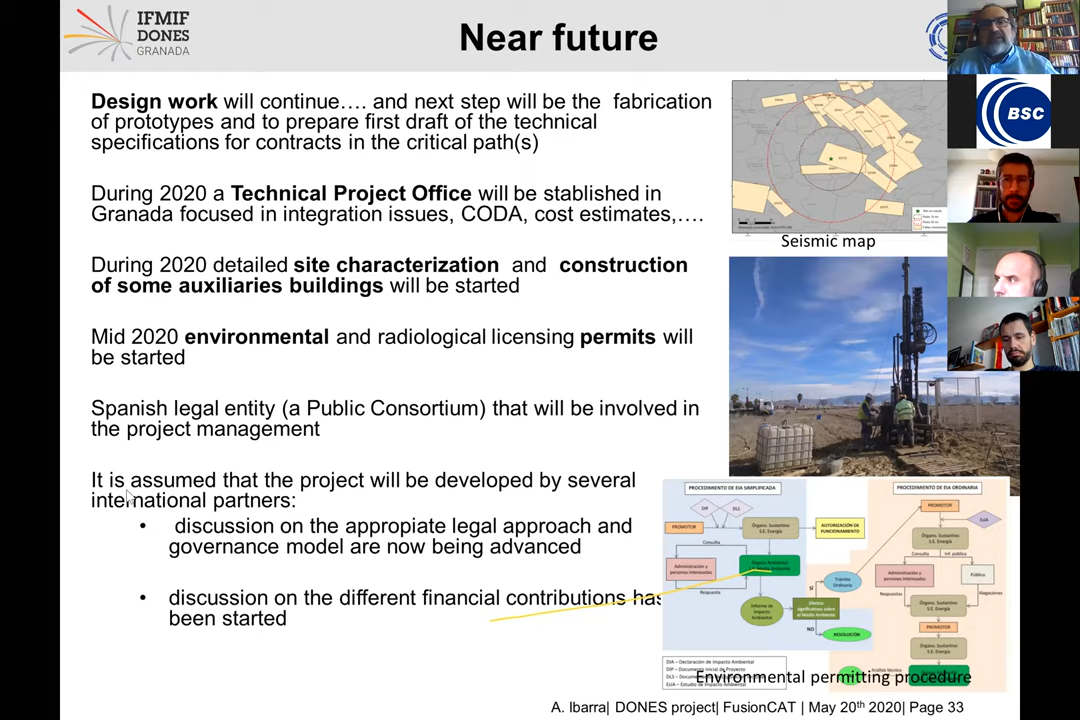 IFMIF
DONES
GRANADA
Near future
BSC
Design work will continue…. and next step will be the fabrication
of prototypes and to prepare first draft of the technical
specifications for contracts in the critical path(s)
During 2020 a Technical Project Office will be stablished in
Granada focused in integration issues, CODA, cost estimates,….
During 2020 detailed site characterization and construction
of some auxiliaries buildings will be started
Mid 2020 environmental and radiological licensing permits will
be started
Spanish legal entity (a Public Consortium) that will be involved in
the project management
It is assumed that the project will be developed by several
international partners:
• discussion on the appropiate legal approach and
governance model are now being advanced
• discussion on the different financial contributions has
been started
Seismic map
PROCEDIMIENTO DE EIA SIMPLIFICADA
DIP
DLS
PROMOTOR
Órgano. Sustantivo
S.E. Energía
AUTORIZACIÓN DE
FUNCIONAMIENTO
Consulta
Administración y
personas interesadas
Órgano Ambiental
Respuesta
Informe de
Impacto
Ambiental
Efectos
significativos sobre
el Medio Ambiente
SÍ
Trámite
Ordinario
NO
RESOLUCIÓN
PROCEDIMIENTO DE EIA ORDINARIA
PROMOTOR
EsIA
Órgano. Sustantivo
S.E. Energía
Consulta
Inf. pública
Administración y
personas interesadas
Pública
Respuestas
Alegaciones
Órgano. Sustantivo
S.E. Energía
PROMOTOR
Órgano. Sustantivo
S.E. Energía
Análisis técnico
DIA – Declaración de Impacto Ambiental
DIP – Documento Inicial de Proyecto
EsIA – Estudio de Impacto Ambiental
Environmental permitting procedure
A. Ibarra| DONES project| FusionCAT | May 20th 2020| Page 33